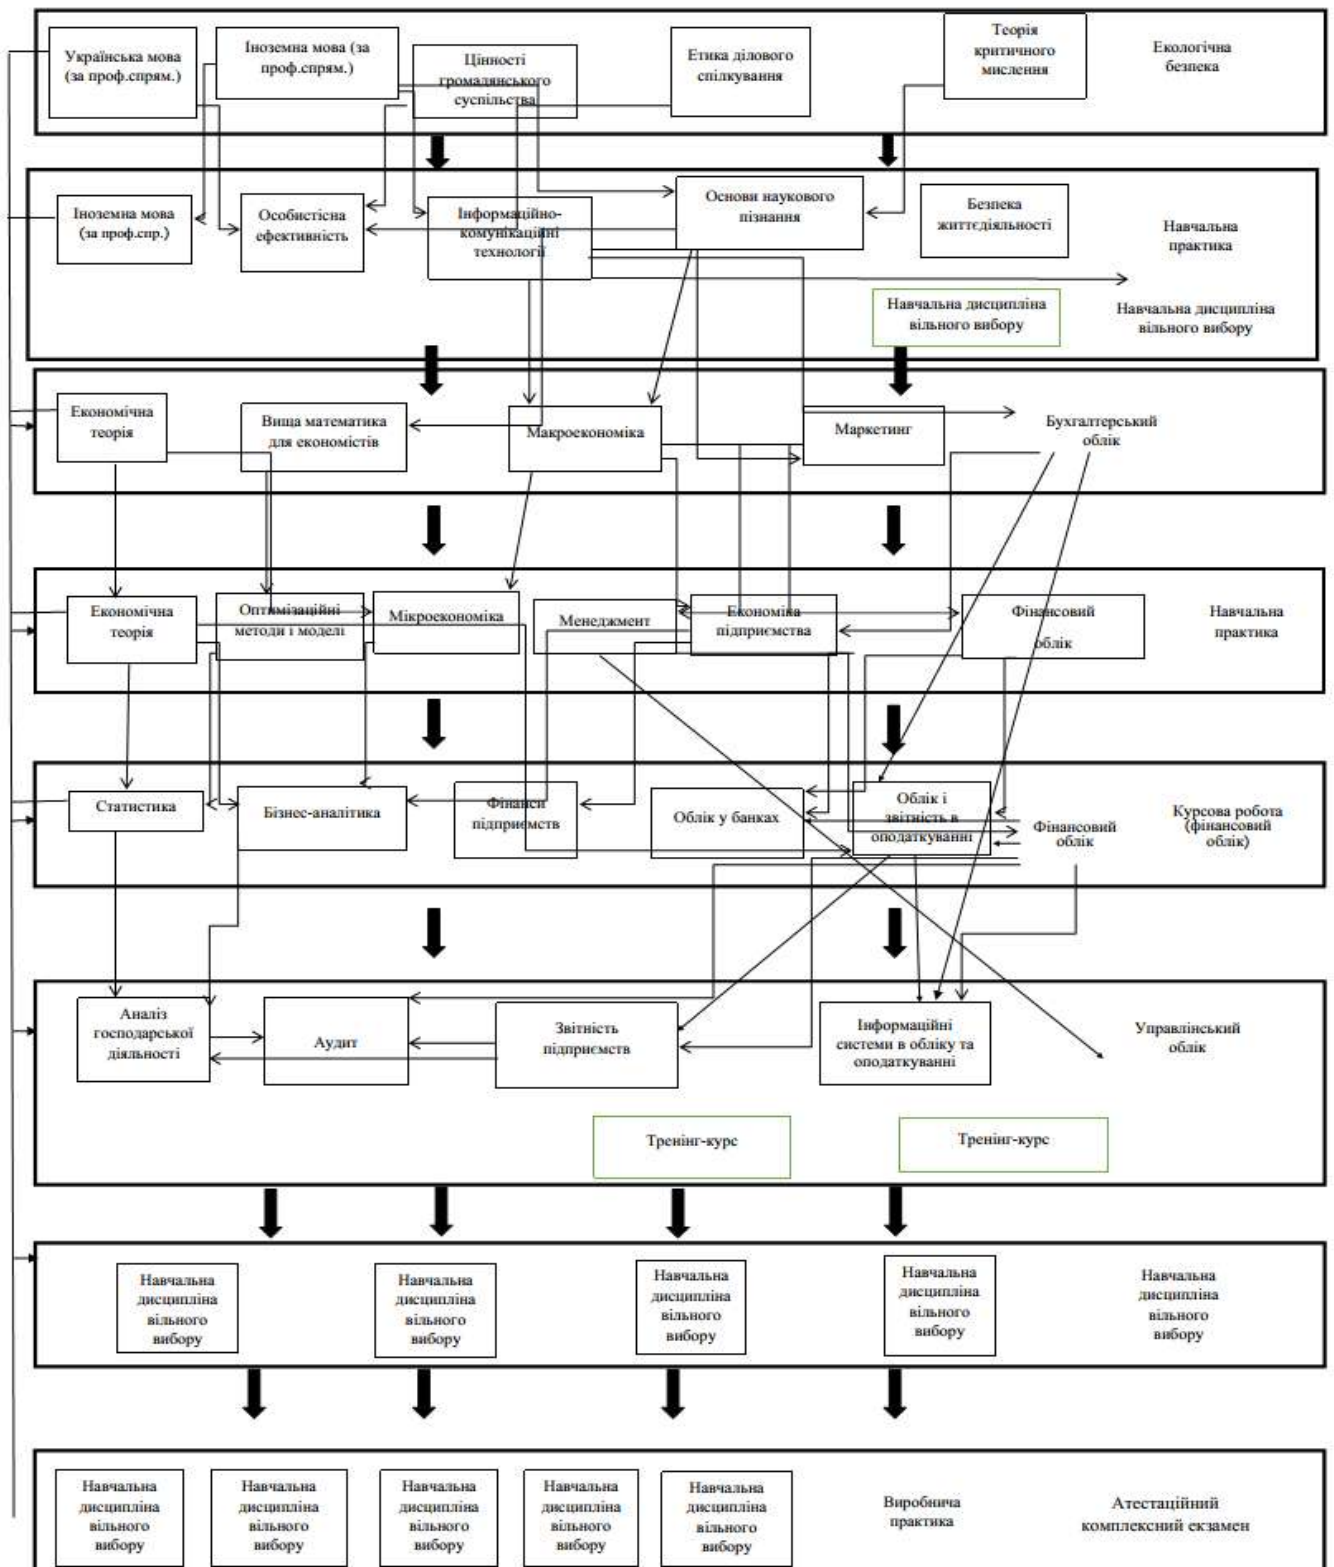 Українська мова
(за проф.спрям.)
Іноземна мова (за
проф.спрям.)
Цінності
громадянського
суспільства
Етика ділового
спілкування
Теорія
критичного
мислення
Екологічна
безпека
Іноземна мова
(за проф.спр.)
Особистісна
ефективність
Інформаційно-
комунікаційні
технології
Основи наукового
пізнання
Безпека
життєдіяльності
Навчальна
практика
Навчальна дисципліна
вільного вибору
Навчальна дисципліна
вільного вибору
Економічна
теорія
Вища математика
для економістів
Макроекономіка
Маркетинг
Бухгалтерський
облік
Економічна
теорія
Оптимізаційні
методи і моделі
Мікроекономіка
Менеджмент
Економіка
підприємства
Фінансовий
облік
Навчальна
практика
Статистика
Бізнес-аналітика
Фінанси
підприємств
Облік у банках
Облік і
звітність в
оподаткуванні
Фінансовий
облік
Курсова робота
(фінансовий
облік)
Аналіз
господарської
діяльності
Аудит
Звітність
підприємств
Інформаційні
системи в обліку та
оподаткуванні
Управлінський
облік
Тренінг-курс
Тренінг-курс
Навчальна
дисципліна
вільного
вибору
Навчальна
дисципліна
вільного
вибору
Навчальна
дисципліна
вільного
вибору
Навчальна
дисципліна
вільного
вибору
Навчальна
дисципліна
вільного
вибору
Навчальна
дисципліна
вільного
вибору
Навчальна
дисципліна
вільного
вибору
Навчальна
дисципліна
вільного
вибору
Навчальна
дисципліна
вільного
вибору
Навчальна
дисципліна
вільного
вибору
Виробнича
практика
Атестаційний
комплексний екзамен